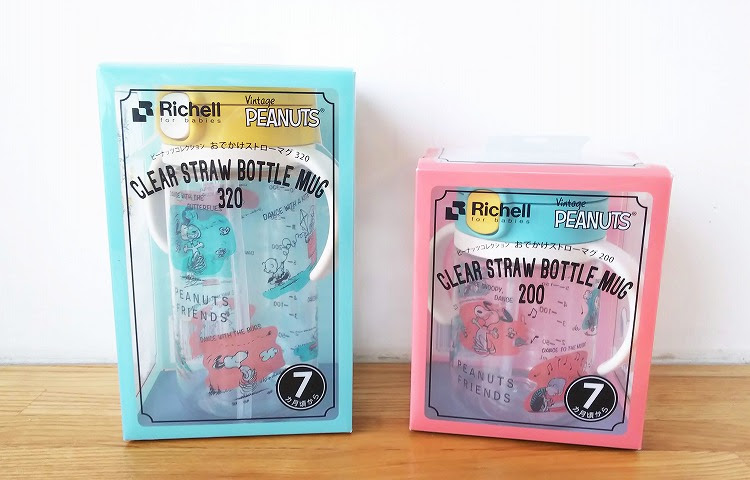 Richell
for babies
Vintage
PEANUTS®
ピーナッツコレクション おでかけストローマグ 320
CLEAR STRAW BOTTLE MUG
320
DANCE WITH THE
BUTTERFLIES
DANCE WITH A
PEANUTS
FRIENDS
DANCE WITH THE BUGS
7
カ月頃から
Richell
for babies
Vintage
PEANUTS®
ピーナッツコレクション おでかけストローマグ 200
CLEAR STRAW BOTTLE MUG
200
SNOOPY,
DANCE
100
DANCE TO THE MUSIC
PEANUTS
FRIENDS
7
カ月頃から